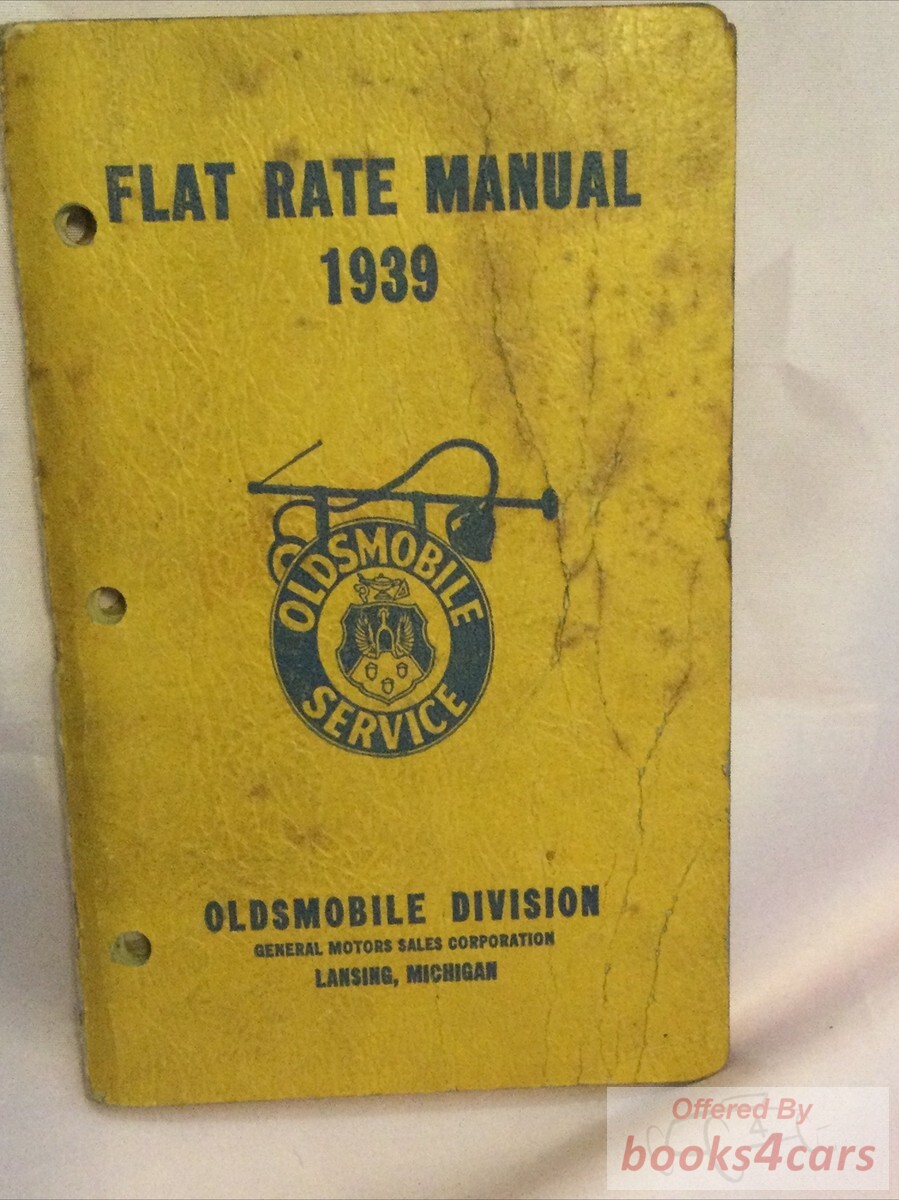 FLAT RATE MANUAL
1939
OLDSMOBILE
SERVICE
OLDSMOBILE DIVISION
GENERAL MOTORS SALES CORPORATION
LANSING, MICHIGAN
Offered By
books4cars